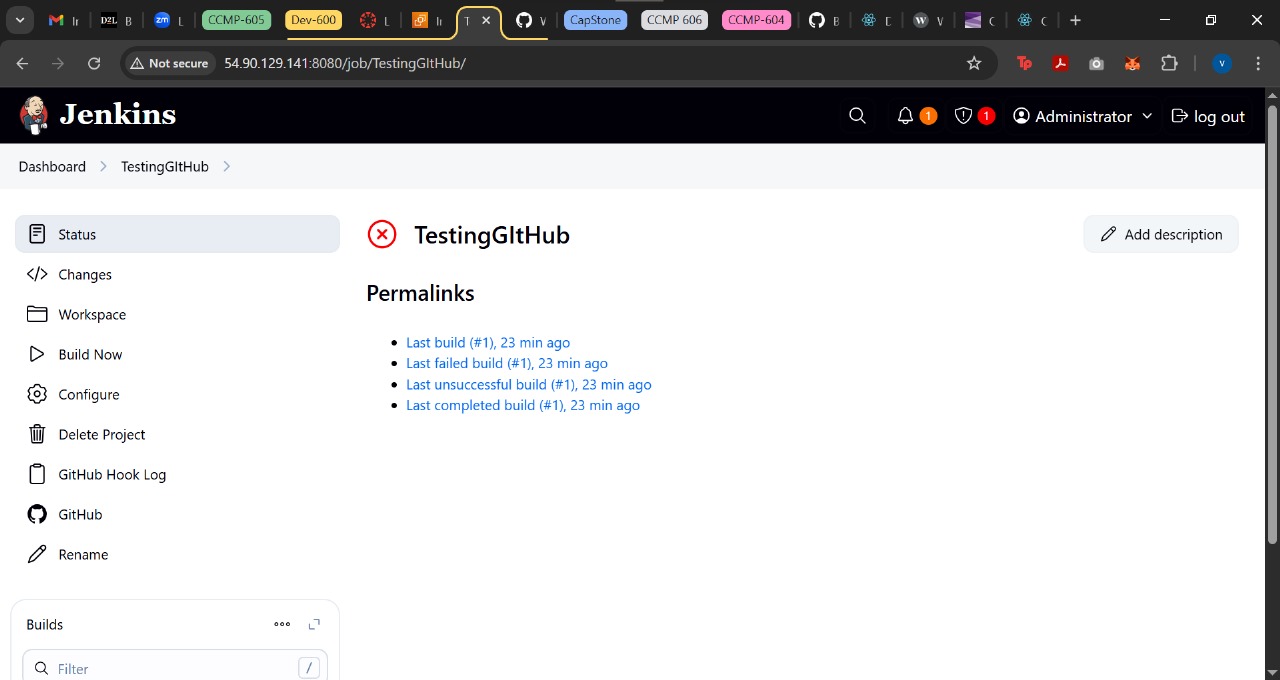 CCMP-605 Dev-600 CapStone CCMP 606 CCMP-604
Not secure 54.90.129.141:8080/job/TestingGItHub/
Jenkins 1 1 Administrator log out
Dashboard TestingGItHub
Status
Changes
Workspace
Build Now
Configure
Delete Project
GitHub Hook Log
GitHub
Rename
Builds
Filter /
TestingGItHub
Add description
Permalinks
Last build (#1), 23 min ago
Last failed build (#1), 23 min ago
Last unsuccessful build (#1), 23 min ago
Last completed build (#1), 23 min ago